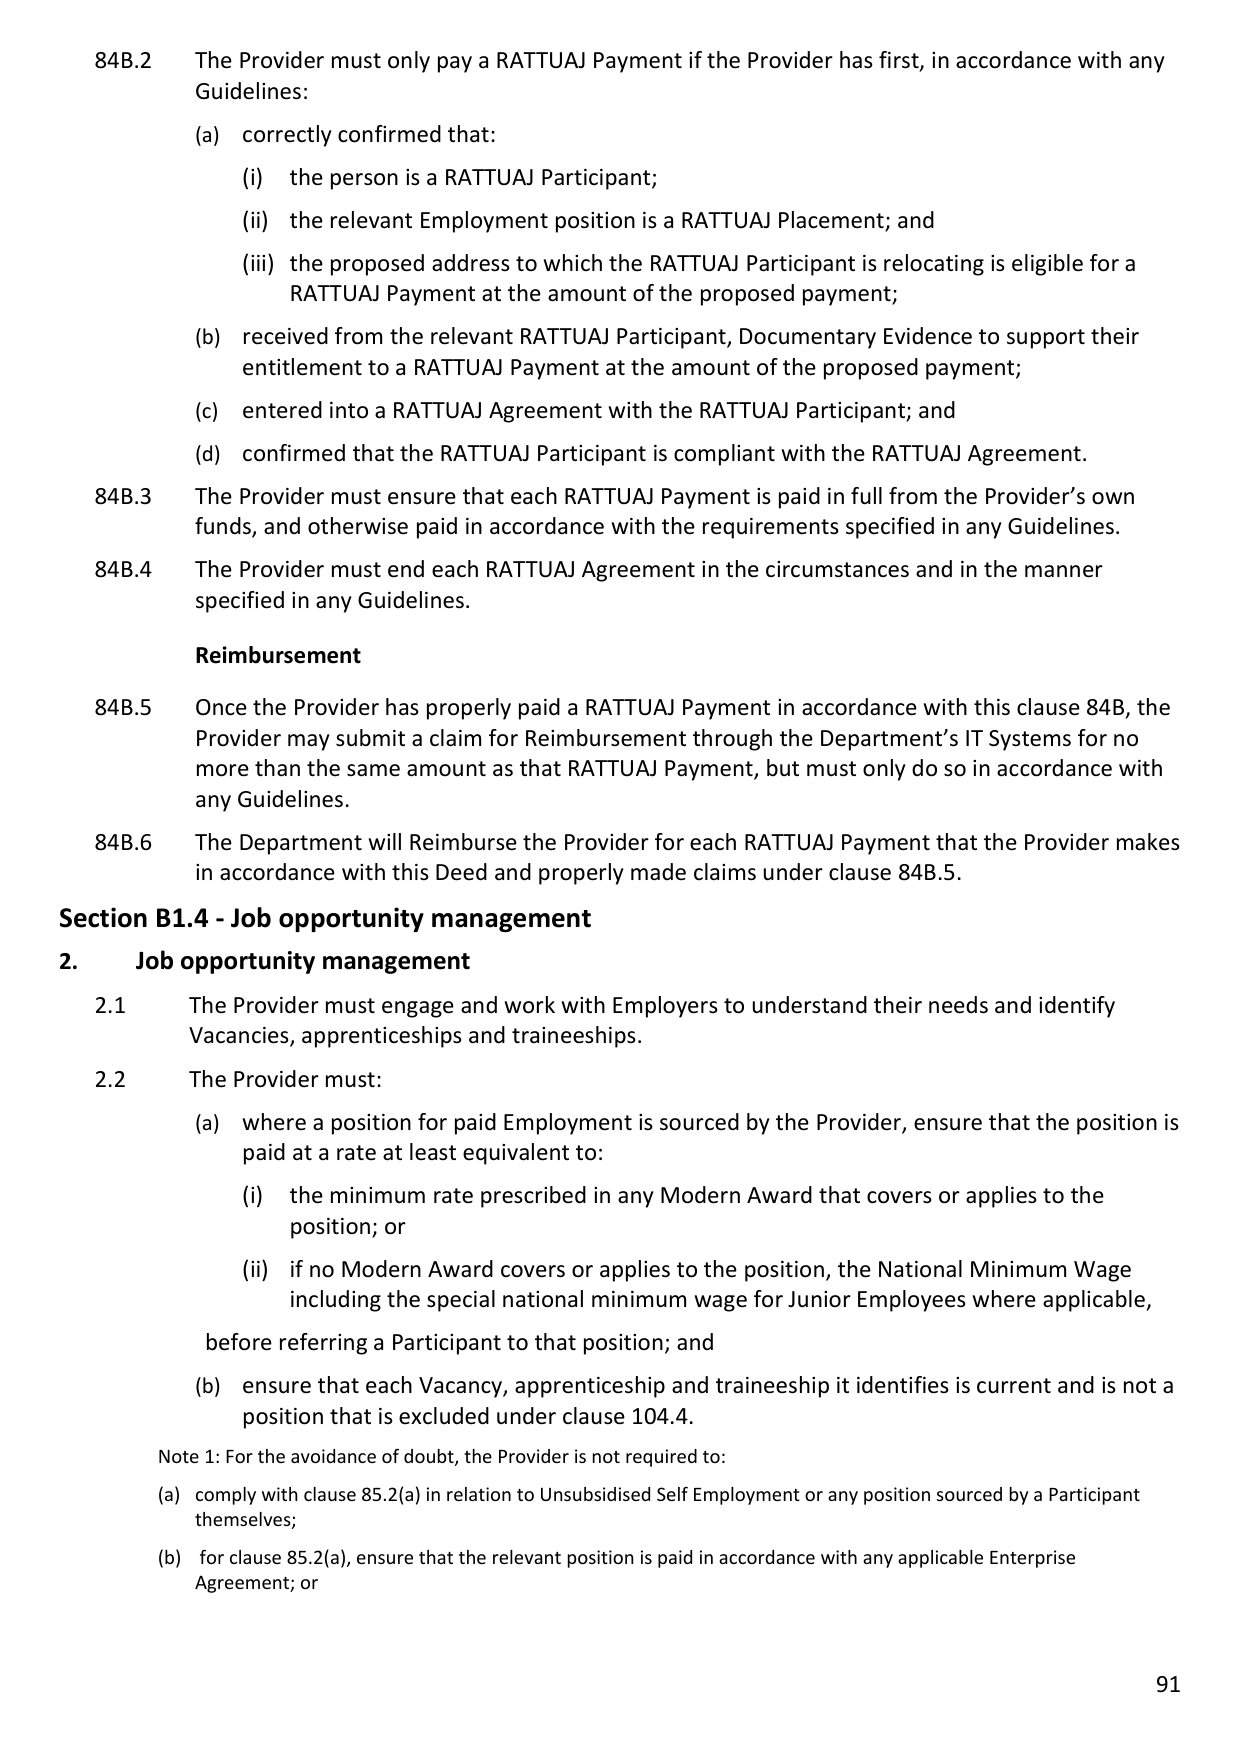 84B.2 The Provider must only pay a RATTUAJ Payment if the Provider has first, in accordance with any
Guidelines:
(a) correctly confirmed that:
(i) the person is a RATTUAJ Participant;
(ii) the relevant Employment position is a RATTUAJ Placement; and
(iii) the proposed address to which the RATTUAJ Participant is relocating is eligible for a
RATTUAJ Payment at the amount of the proposed payment;
(b) received from the relevant RATTUAJ Participant, Documentary Evidence to support their
entitlement to a RATTUAJ Payment at the amount of the proposed payment;
(c) entered into a RATTUAJ Agreement with the RATTUAJ Participant; and
(d) confirmed that the RATTUAJ Participant is compliant with the RATTUAJ Agreement.
84B.3 The Provider must ensure that each RATTUAJ Payment is paid in full from the Provider’s own
funds, and otherwise paid in accordance with the requirements specified in any Guidelines.
84B.4 The Provider must end each RATTUAJ Agreement in the circumstances and in the manner
specified in any Guidelines.
Reimbursement
84B.5 Once the Provider has properly paid a RATTUAJ Payment in accordance with this clause 84B, the
Provider may submit a claim for Reimbursement through the Department’s IT Systems for no
more than the same amount as that RATTUAJ Payment, but must only do so in accordance with
any Guidelines.
84B.6 The Department will Reimburse the Provider for each RATTUAJ Payment that the Provider makes
in accordance with this Deed and properly made claims under clause 84B.5.
Section B1.4 - Job opportunity management
2. Job opportunity management
2.1 The Provider must engage and work with Employers to understand their needs and identify
Vacancies, apprenticeships and traineeships.
2.2 The Provider must:
(a) where a position for paid Employment is sourced by the Provider, ensure that the position is
paid at a rate at least equivalent to:
(i) the minimum rate prescribed in any Modern Award that covers or applies to the
position; or
(ii) if no Modern Award covers or applies to the position, the National Minimum Wage
including the special national minimum wage for Junior Employees where applicable,
before referring a Participant to that position; and
(b) ensure that each Vacancy, apprenticeship and traineeship it identifies is current and is not a
position that is excluded under clause 104.4.
Note 1: For the avoidance of doubt, the Provider is not required to:
(a) comply with clause 85.2(a) in relation to Unsubsidised Self Employment or any position sourced by a Participant
themselves;
(b) for clause 85.2(a), ensure that the relevant position is paid in accordance with any applicable Enterprise
Agreement; or
91